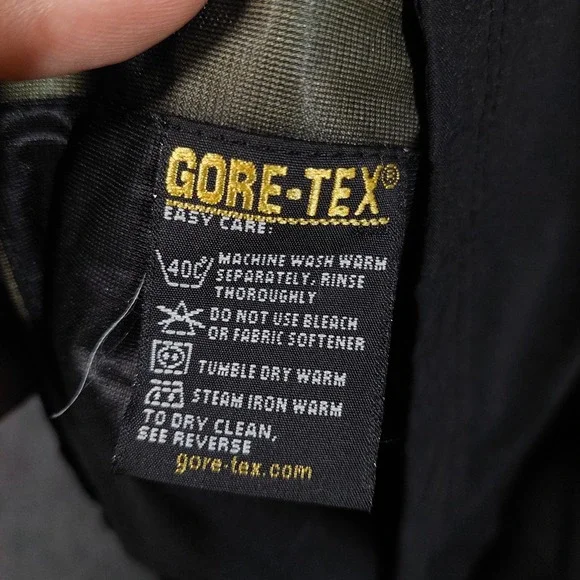 GORE-TEX®
EASY CARE:
40C
MACHINE WASH WARM
SEPARATELY, RINSE
THOROUGHLY
DO NOT USE BLEACH
OR FABRIC SOFTENER
TUMBLE DRY WARM
STEAM IRON WARM
TO DRY CLEAN,
SEE REVERSE
gore-tex.com